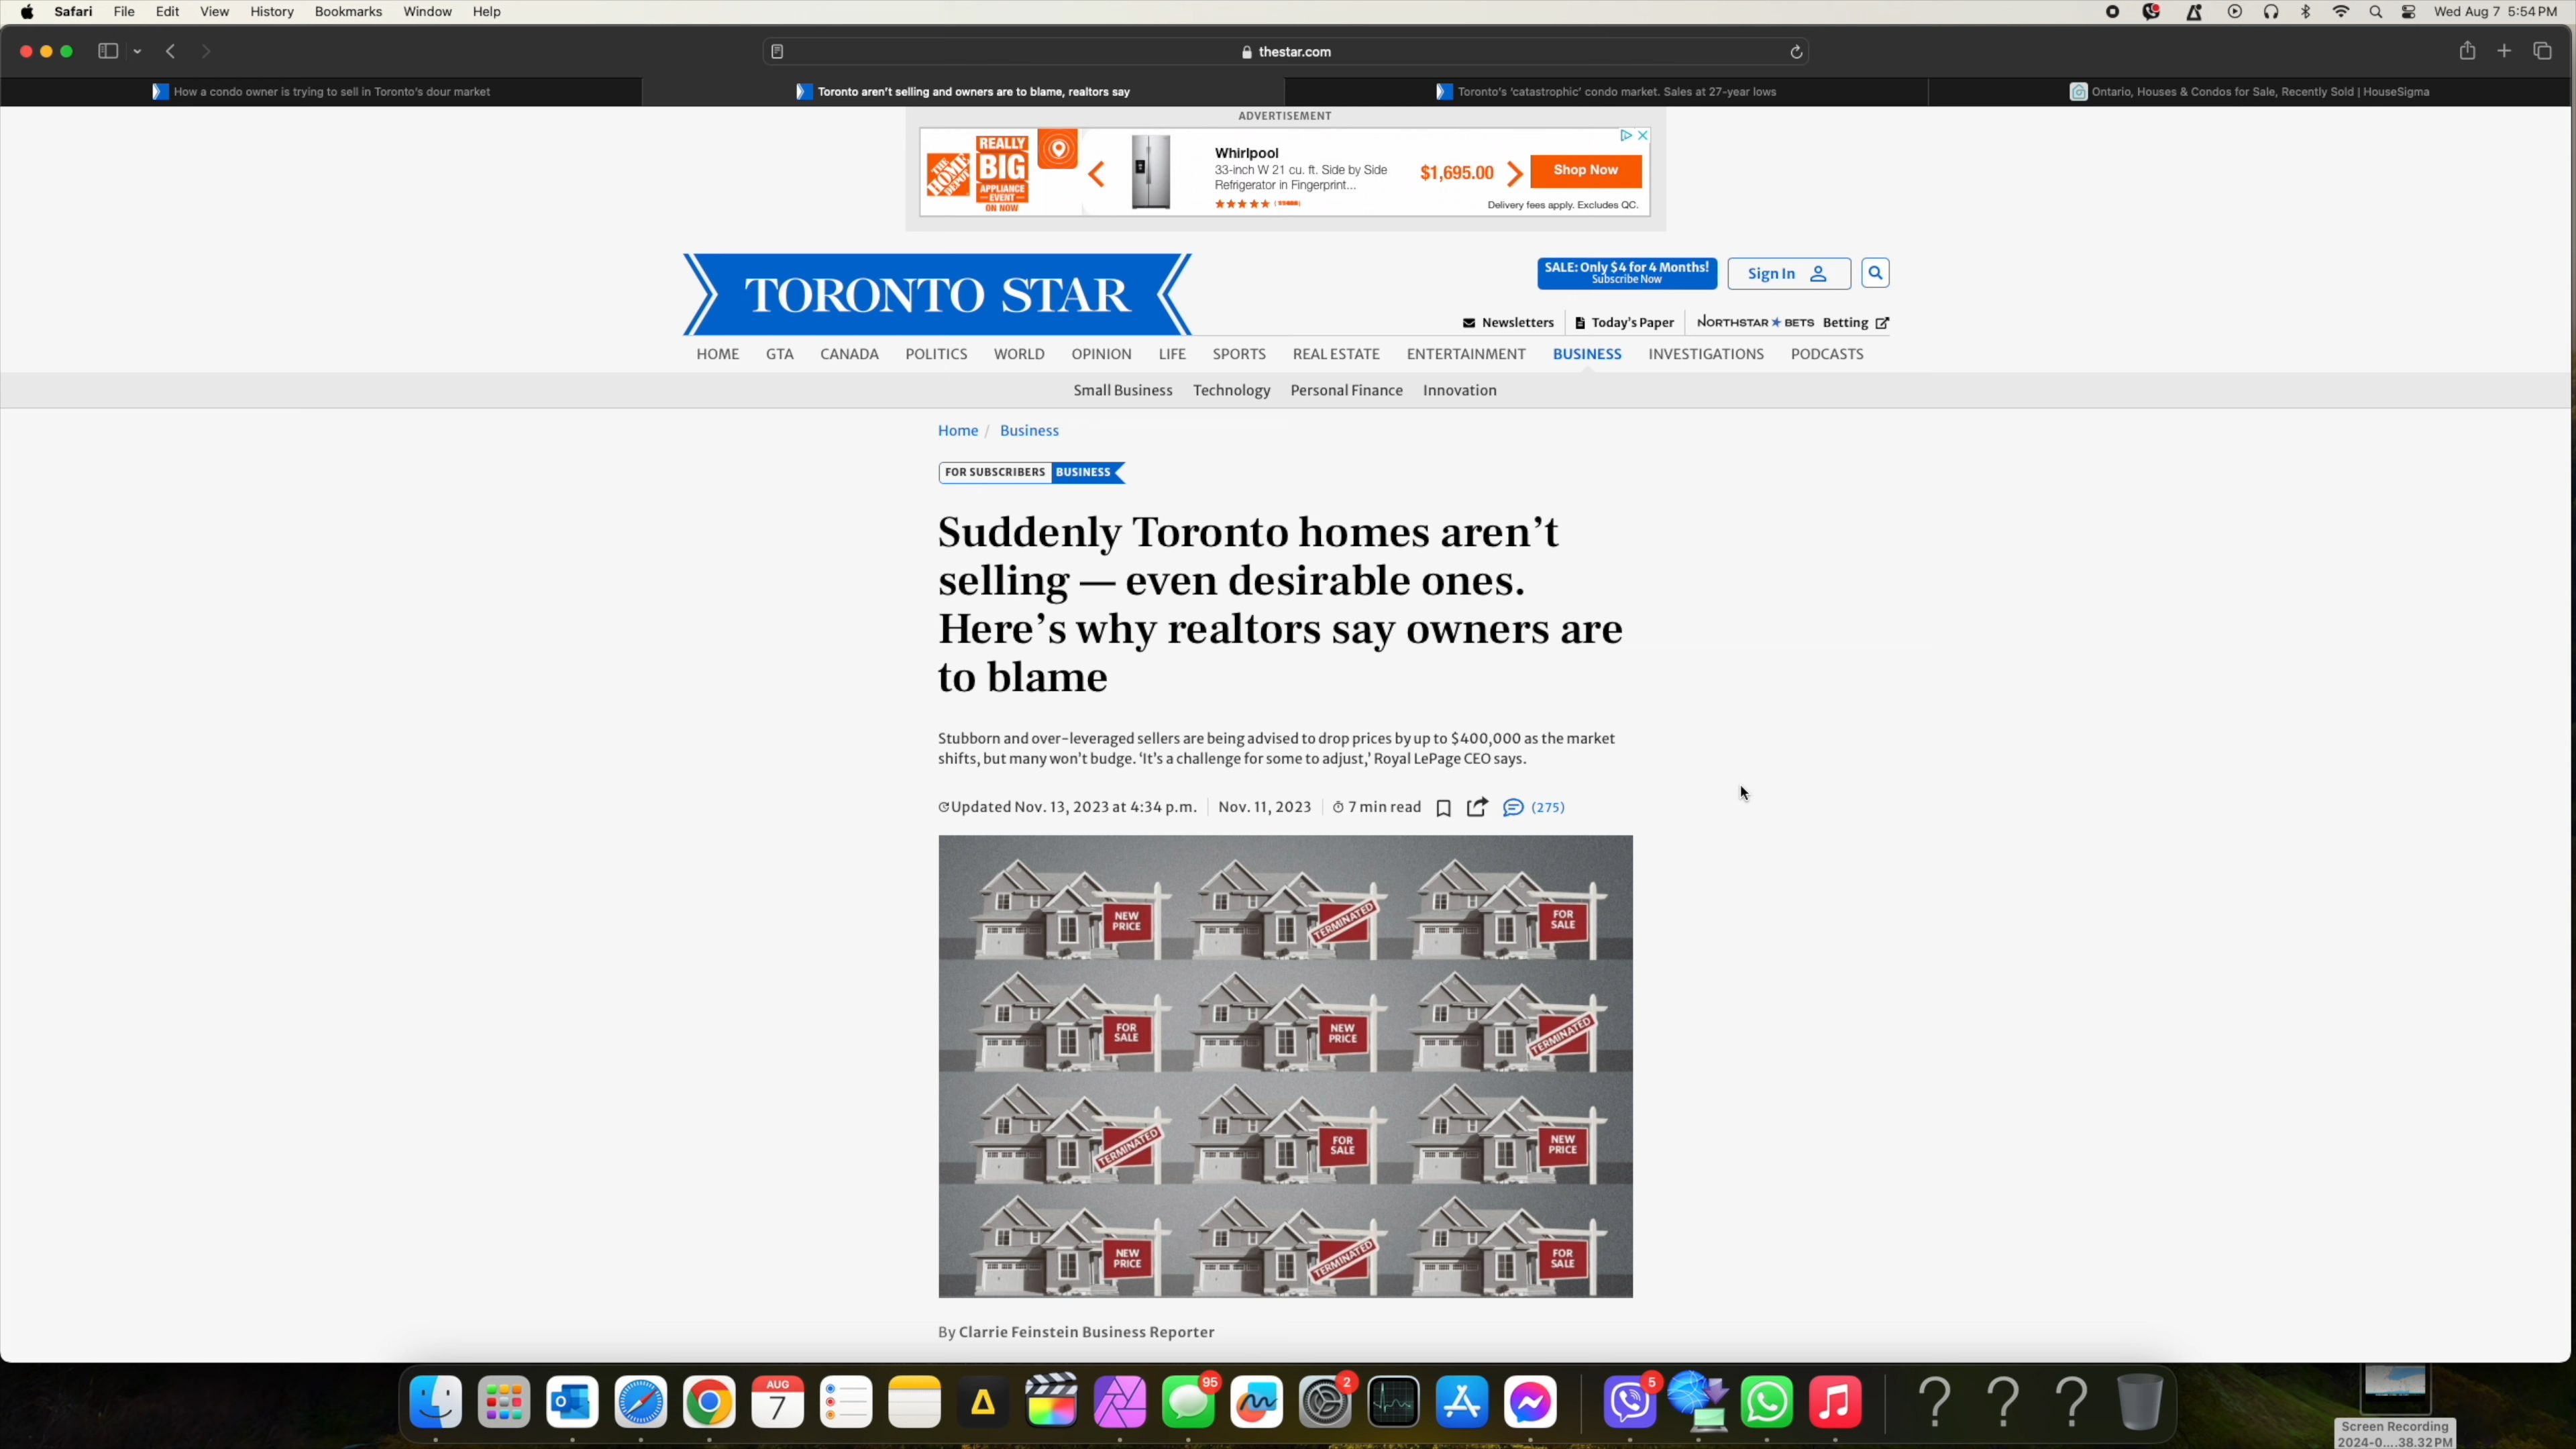 Safari File Edit View History Bookmarks Window Help
Wed Aug 7 5:54 PM
thestar.com
How a condo owner is trying to sell in Toronto's dour market
Toronto aren't selling and owners are to blame, realtors say
Toronto's 'catastrophic' condo market. Sales at 27-year lows
Ontario, Houses & Condos for Sale, Recently Sold | HouseSigma
ADVERTISEMENT
THE HOME DEPOT
REALLY
BIG
APPLIANCE
EVENT
ON NOW
Whirlpool
33-inch W 21 cu. ft. Side by Side
Refrigerator in Fingerprint...
$1,695.00
Shop Now
Delivery fees apply. Excludes QC.
TORONTO STAR
SALE: Only $4 for 4 Months!
Subscribe Now
Sign In
Newsletters
Today's Paper
NORTHSTAR BETS Betting
HOME GTA CANADA POLITICS WORLD OPINION LIFE SPORTS REAL ESTATE ENTERTAINMENT BUSINESS INVESTIGATIONS PODCASTS
Small Business Technology Personal Finance Innovation
Home / Business
FOR SUBSCRIBERS BUSINESS
Suddenly Toronto homes aren't
selling — even desirable ones.
Here's why realtors say owners are
to blame
Stubborn and over-leveraged sellers are being advised to drop prices by up to $400,000 as the market
shifts, but many won't budge. 'It's a challenge for some to adjust,' Royal LePage CEO says.
Updated Nov. 13, 2023 at 4:34 p.m. Nov. 11, 2023 7 min read (275)
NEW
PRICE
TERMINATED
FOR
SALE
FOR
SALE
NEW
PRICE
TERMINATED
TERMINATED
FOR
SALE
NEW
PRICE
NEW
PRICE
TERMINATED
FOR
SALE
By Clarrie Feinstein Business Reporter
AUG
7
95
2
5
? ? ?
Screen Recording
2024-0....38.32 PM